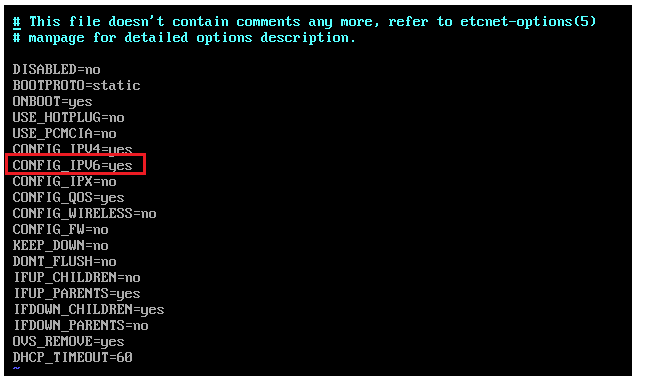 # This file doesn't contain comments any more, refer to etcnet-options(5)
# manpage for detailed options description.
DISABLED=no
BOOTPROTO=static
ONBOOT=yes
USE_HOTPLUG=no
USE_PCMCIA=no
CONFIG_IPV4=yes
CONFIG_IPV6=yes
CONFIG_IPX=no
CONFIG_QOS=yes
CONFIG_WIRELESS=no
CONFIG_FW=no
KEEP_DOWN=no
DONT_FLUSH=no
IFUP_CHILDREN=no
IFUP_PARENTS=yes
IFDOWN_CHILDREN=yes
IFDOWN_PARENTS=no
OVS_REMOVE=yes
DHCP_TIMEOUT=60
~